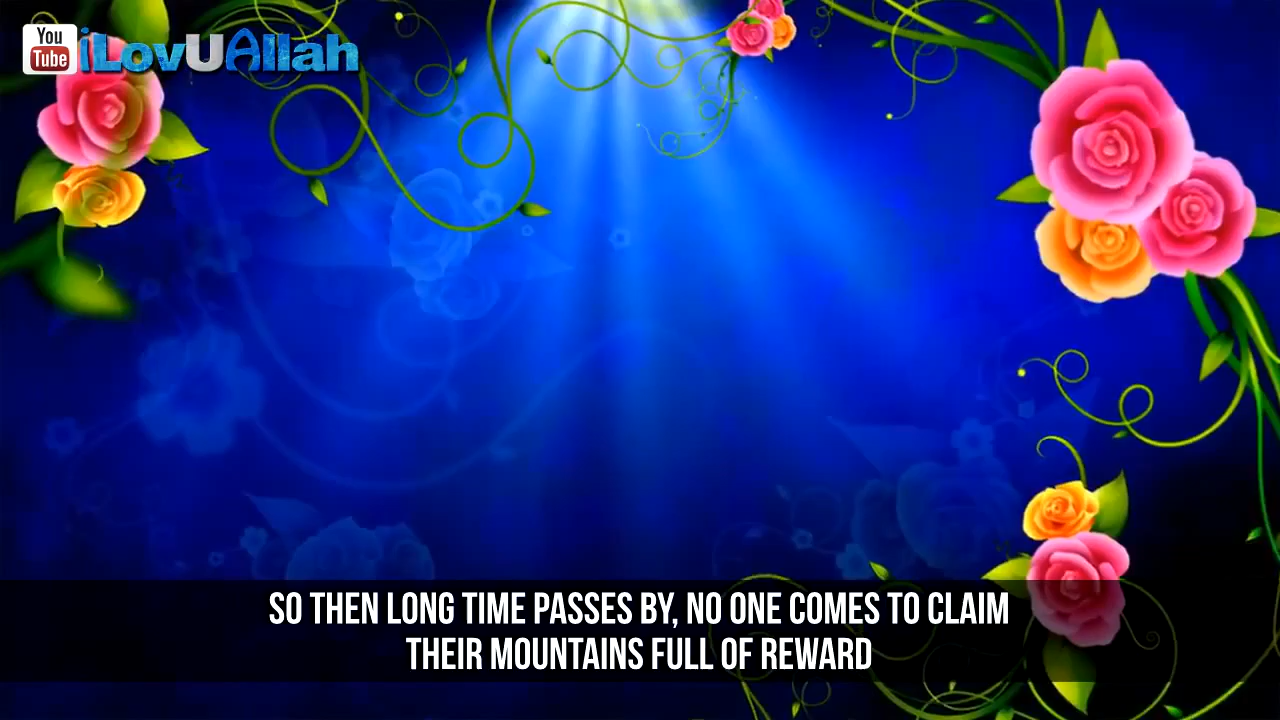 You
Tube
iLovUAllah
SO THEN LONG TIME PASSES BY, NO ONE COMES TO CLAIM
THEIR MOUNTAINS FULL OF REWARD